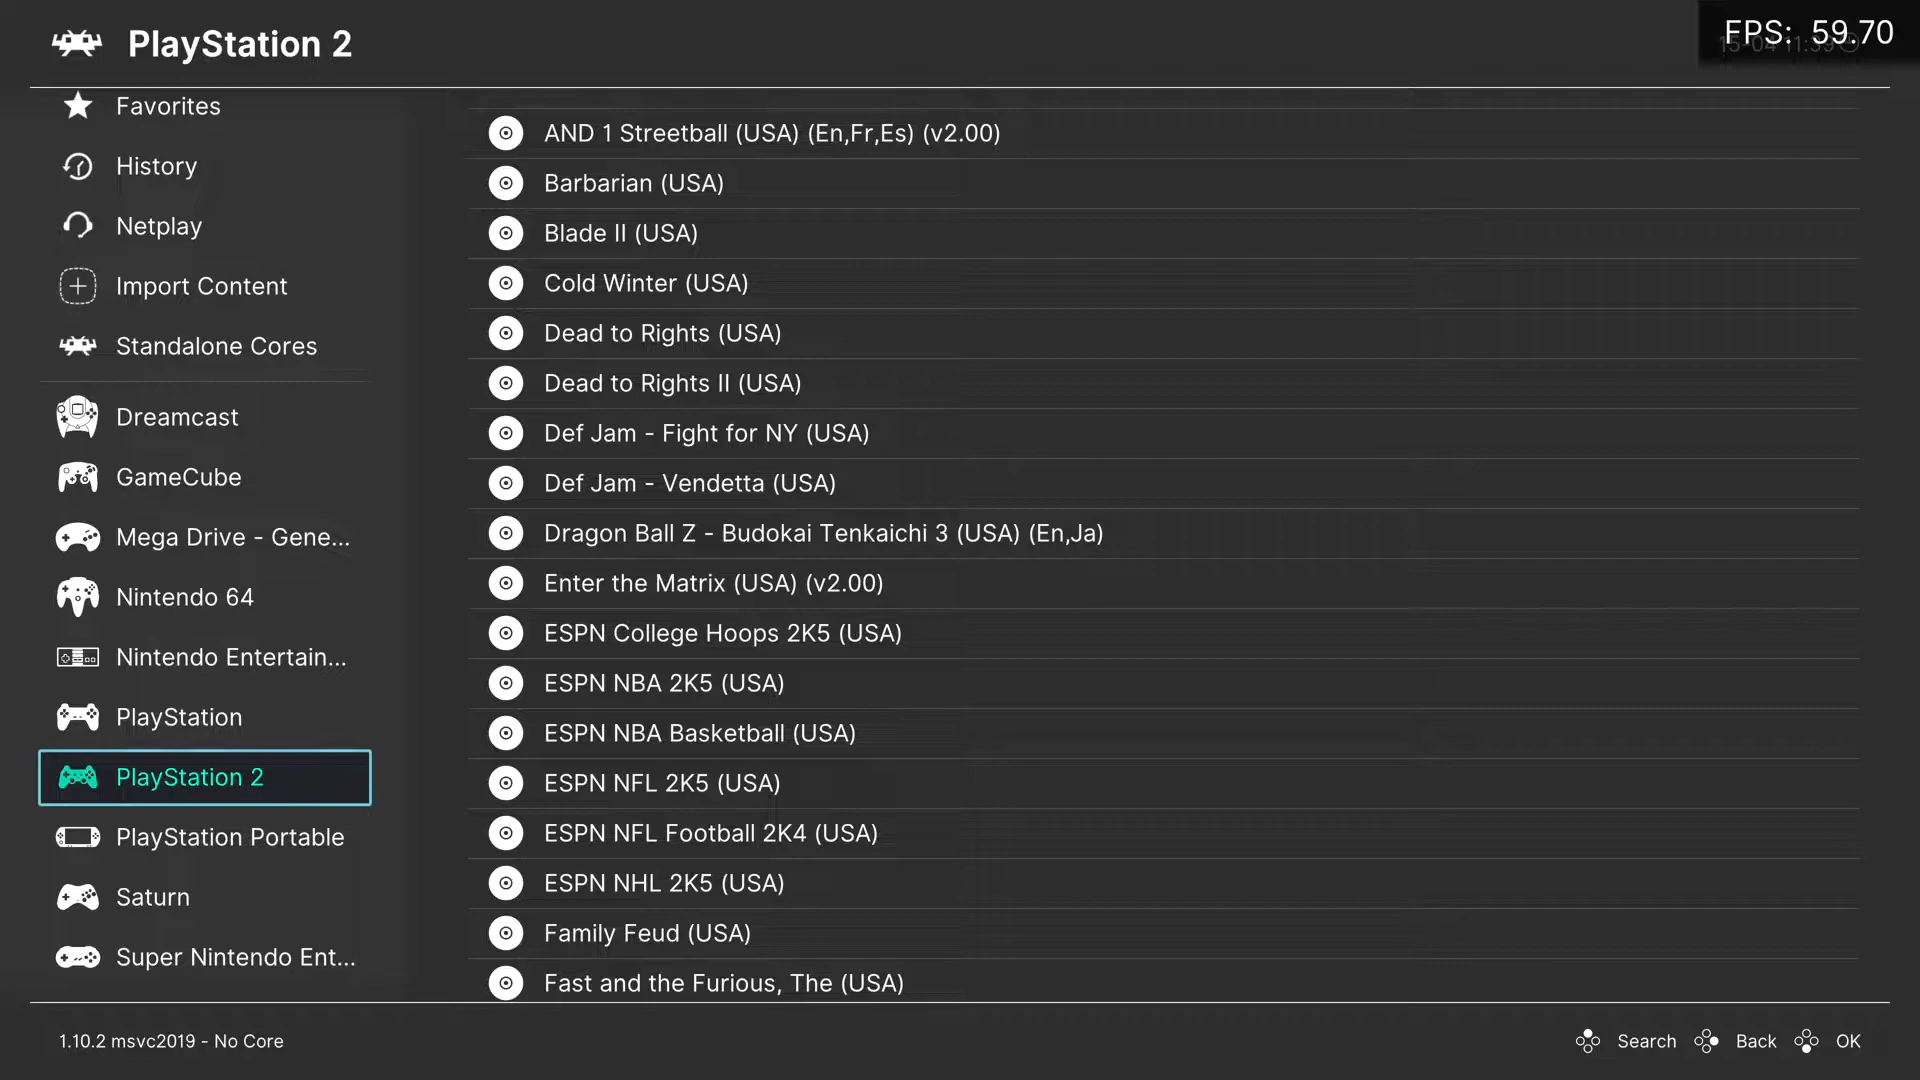 PlayStation 2
FPS: 59.70
Favorites
History
Netplay
Import Content
Standalone Cores
Dreamcast
GameCube
Mega Drive - Gene...
Nintendo 64
Nintendo Entertain...
PlayStation
PlayStation 2
PlayStation Portable
Saturn
Super Nintendo Ent...
AND 1 Streetball (USA) (En,Fr,Es) (v2.00)
Barbarian (USA)
Blade II (USA)
Cold Winter (USA)
Dead to Rights (USA)
Dead to Rights II (USA)
Def Jam - Fight for NY (USA)
Def Jam - Vendetta (USA)
Dragon Ball Z - Budokai Tenkaichi 3 (USA) (En,Ja)
Enter the Matrix (USA) (v2.00)
ESPN College Hoops 2K5 (USA)
ESPN NBA 2K5 (USA)
ESPN NBA Basketball (USA)
ESPN NFL 2K5 (USA)
ESPN NFL Football 2K4 (USA)
ESPN NHL 2K5 (USA)
Family Feud (USA)
Fast and the Furious, The (USA)
1.10.2 msvc2019 - No Core
Search Back OK